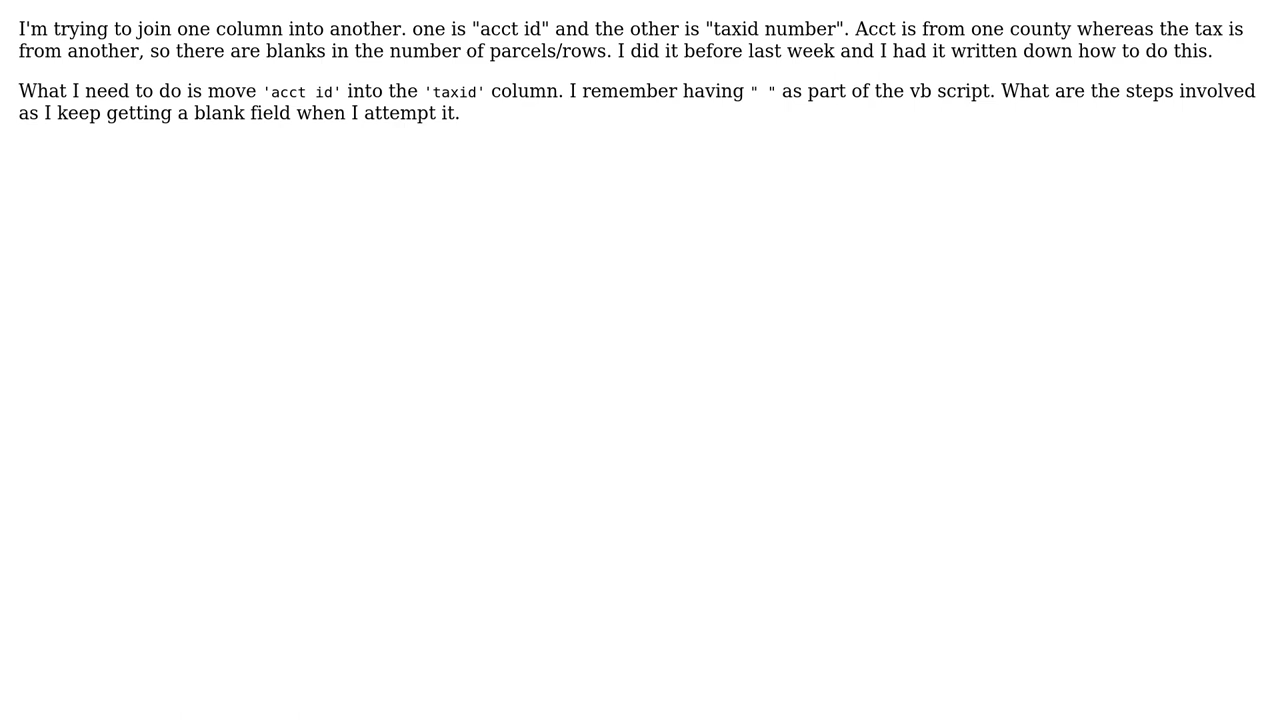 I'm trying to join one column into another. one is "acct id" and the other is "taxid number". Acct is from one county whereas the tax is
from another, so there are blanks in the number of parcels/rows. I did it before last week and I had it written down how to do this.
What I need to do is move 'acct id' into the 'taxid' column. I remember having " " as part of the vb script. What are the steps involved
as I keep getting a blank field when I attempt it.